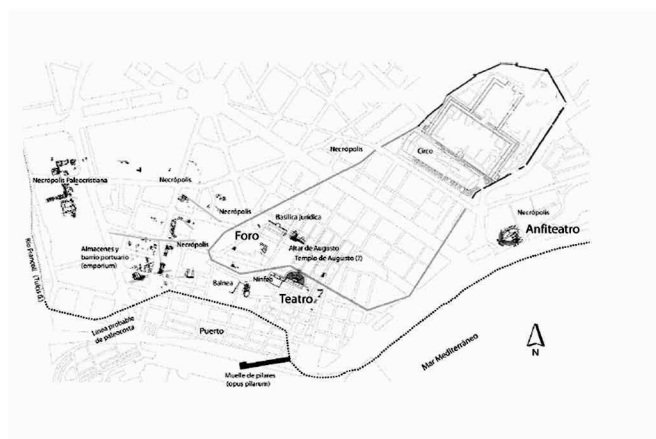 Necrópolis
Circo
Necrópolis Paleocristiana
Necrópolis
Necrópolis
Necrópolis
Anfiteatro
Basilica jurídica
Foro
Necrópolis
Altar de Augusto
Templo de Augusto (?)
Almacenes y
barrio portuario
(emporium)
Río Francolí (Tulcis)
Balnea
Ninfeo
Teatro
Línea probable
de paleocosta
Puerto
Mar Mediterráneo
N
Muelle de pilares
(opus pilarum)